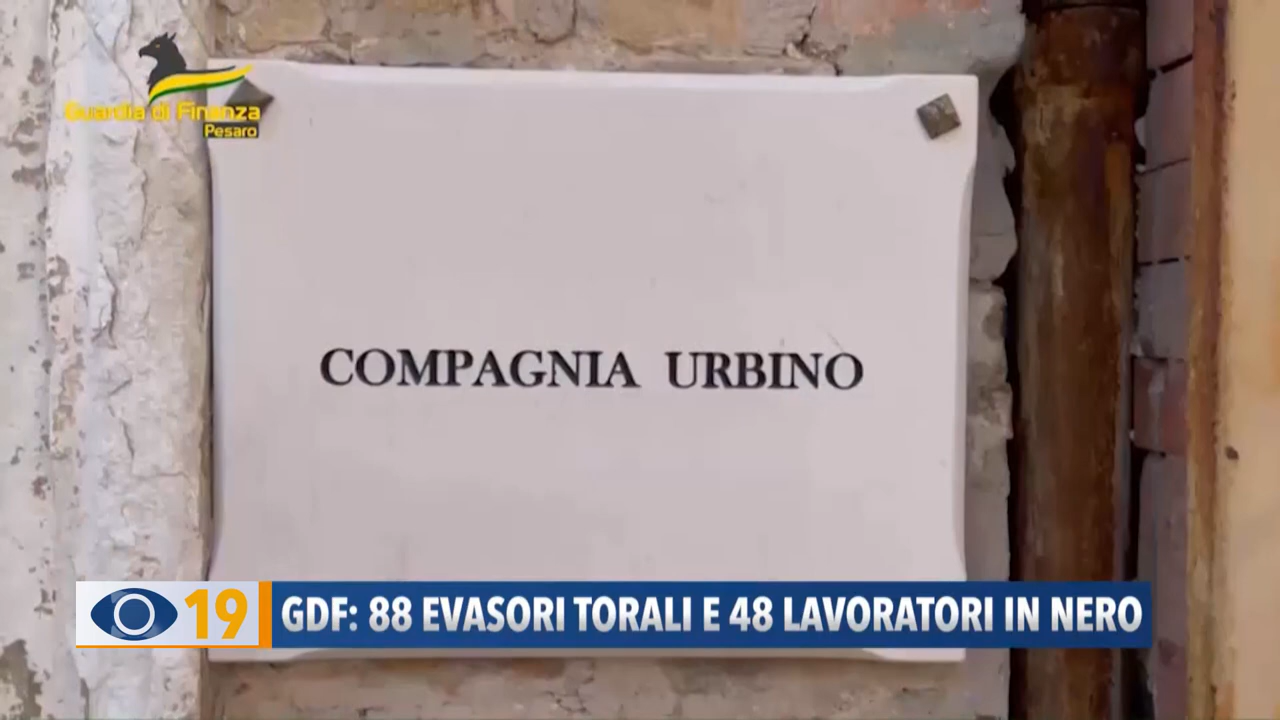 Guardia di Finanza
Pesaro
COMPAGNIA URBINO
19
GDF: 88 EVASORI TORALI E 48 LAVORATORI IN NERO